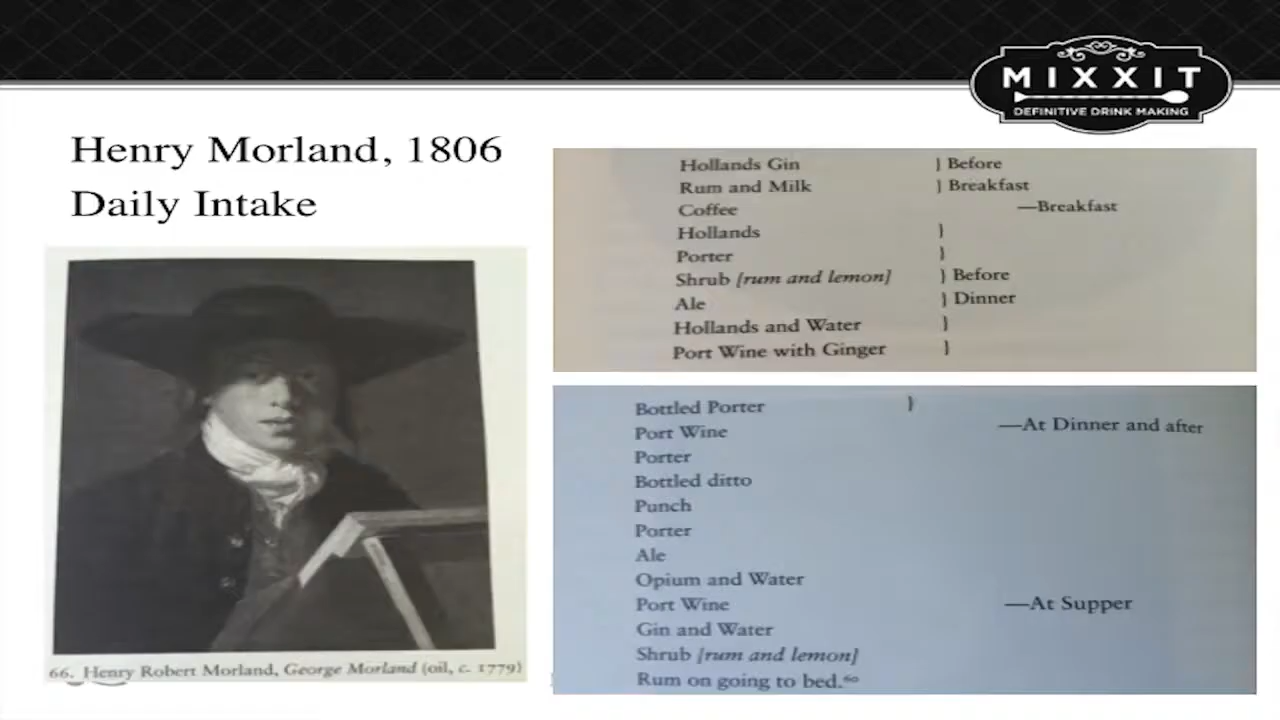 MIXXIT
DEFINITIVE DRINK MAKING
Henry Morland, 1806
Daily Intake
Hollands Gin } Before
Rum and Milk } Breakfast
Coffee —Breakfast
Hollands }
Porter }
Shrub [rum and lemon] } Before
Ale } Dinner
Hollands and Water }
Port Wine with Ginger }
Bottled Porter }
Port Wine —At Dinner and after
Porter
Bottled ditto
Punch
Porter
Ale
Opium and Water
Port Wine —At Supper
Gin and Water
Shrub [rum and lemon]
Rum on going to bed.⁶⁰
66. Henry Robert Morland, George Morland (oil, c. 1779)